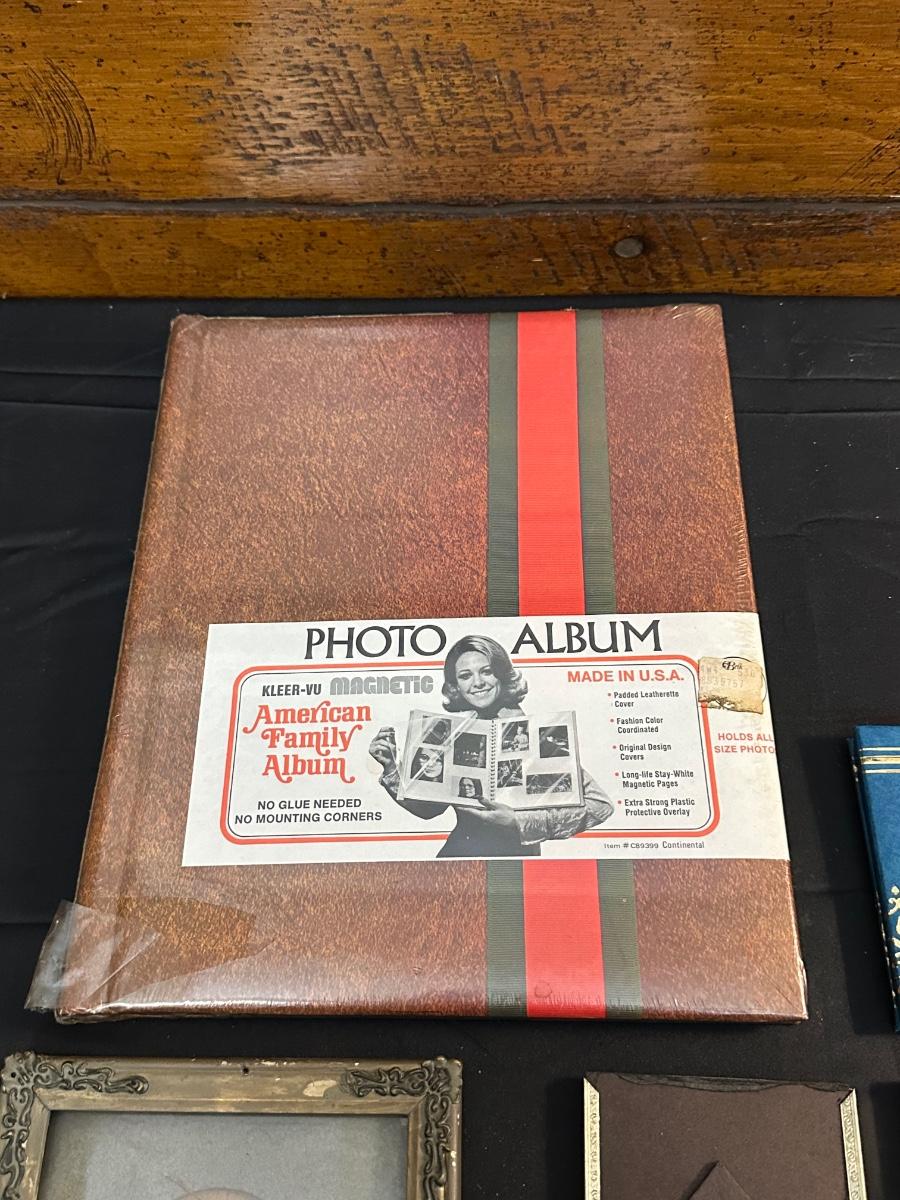 PHOTO ALBUM
KLEER-VU MAGNETIC
American
Family
Album
NO GLUE NEEDED
NO MOUNTING CORNERS
MADE IN U.S.A.
• Padded Leatherette
Cover
• Fashion Color
Coordinated
• Original Design
Covers
• Long-life Stay-White
Magnetic Pages
• Extra Strong Plastic
Protective Overlay
Item #C89399 Continental
HOLDS ALL
SIZE PHOTO